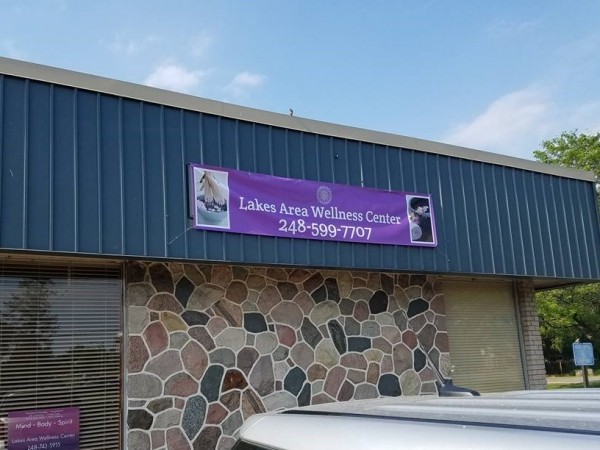 Lakes Area Wellness Center
248-599-7707
Mind - Body - Spirit
Lakes Area Wellness Center